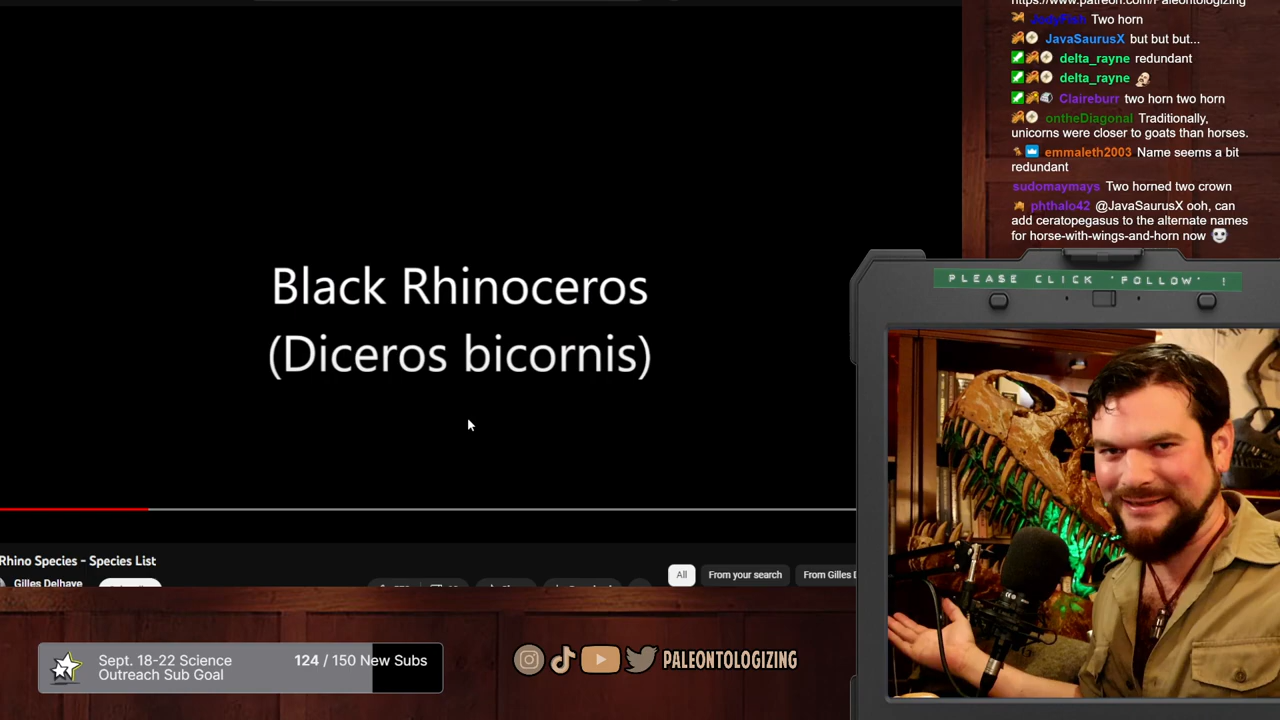 https://www.patreon.com/Paleontologizing
JodyFish Two horn
JavaSaurusX but but but...
delta_rayne redundant
delta_rayne
Claireburr two horn two horn
ontheDiagonal Traditionally,
unicorns were closer to goats than horses.
emmaleth2003 Name seems a bit
redundant
sudomaymays Two horned two crown
phthalo42 @JavaSaurusX ooh, can
add ceratopegasus to the alternate names
for horse-with-wings-and-horn now
PLEASE CLICK 'FOLLOW' !
Black Rhinoceros
(Diceros bicornis)
Rhino Species - Species List
Gilles Delhaye
All
From your search
From Gilles D
Sept. 18-22 Science
Outreach Sub Goal
124 / 150 New Subs
PALEONTOLOGIZING